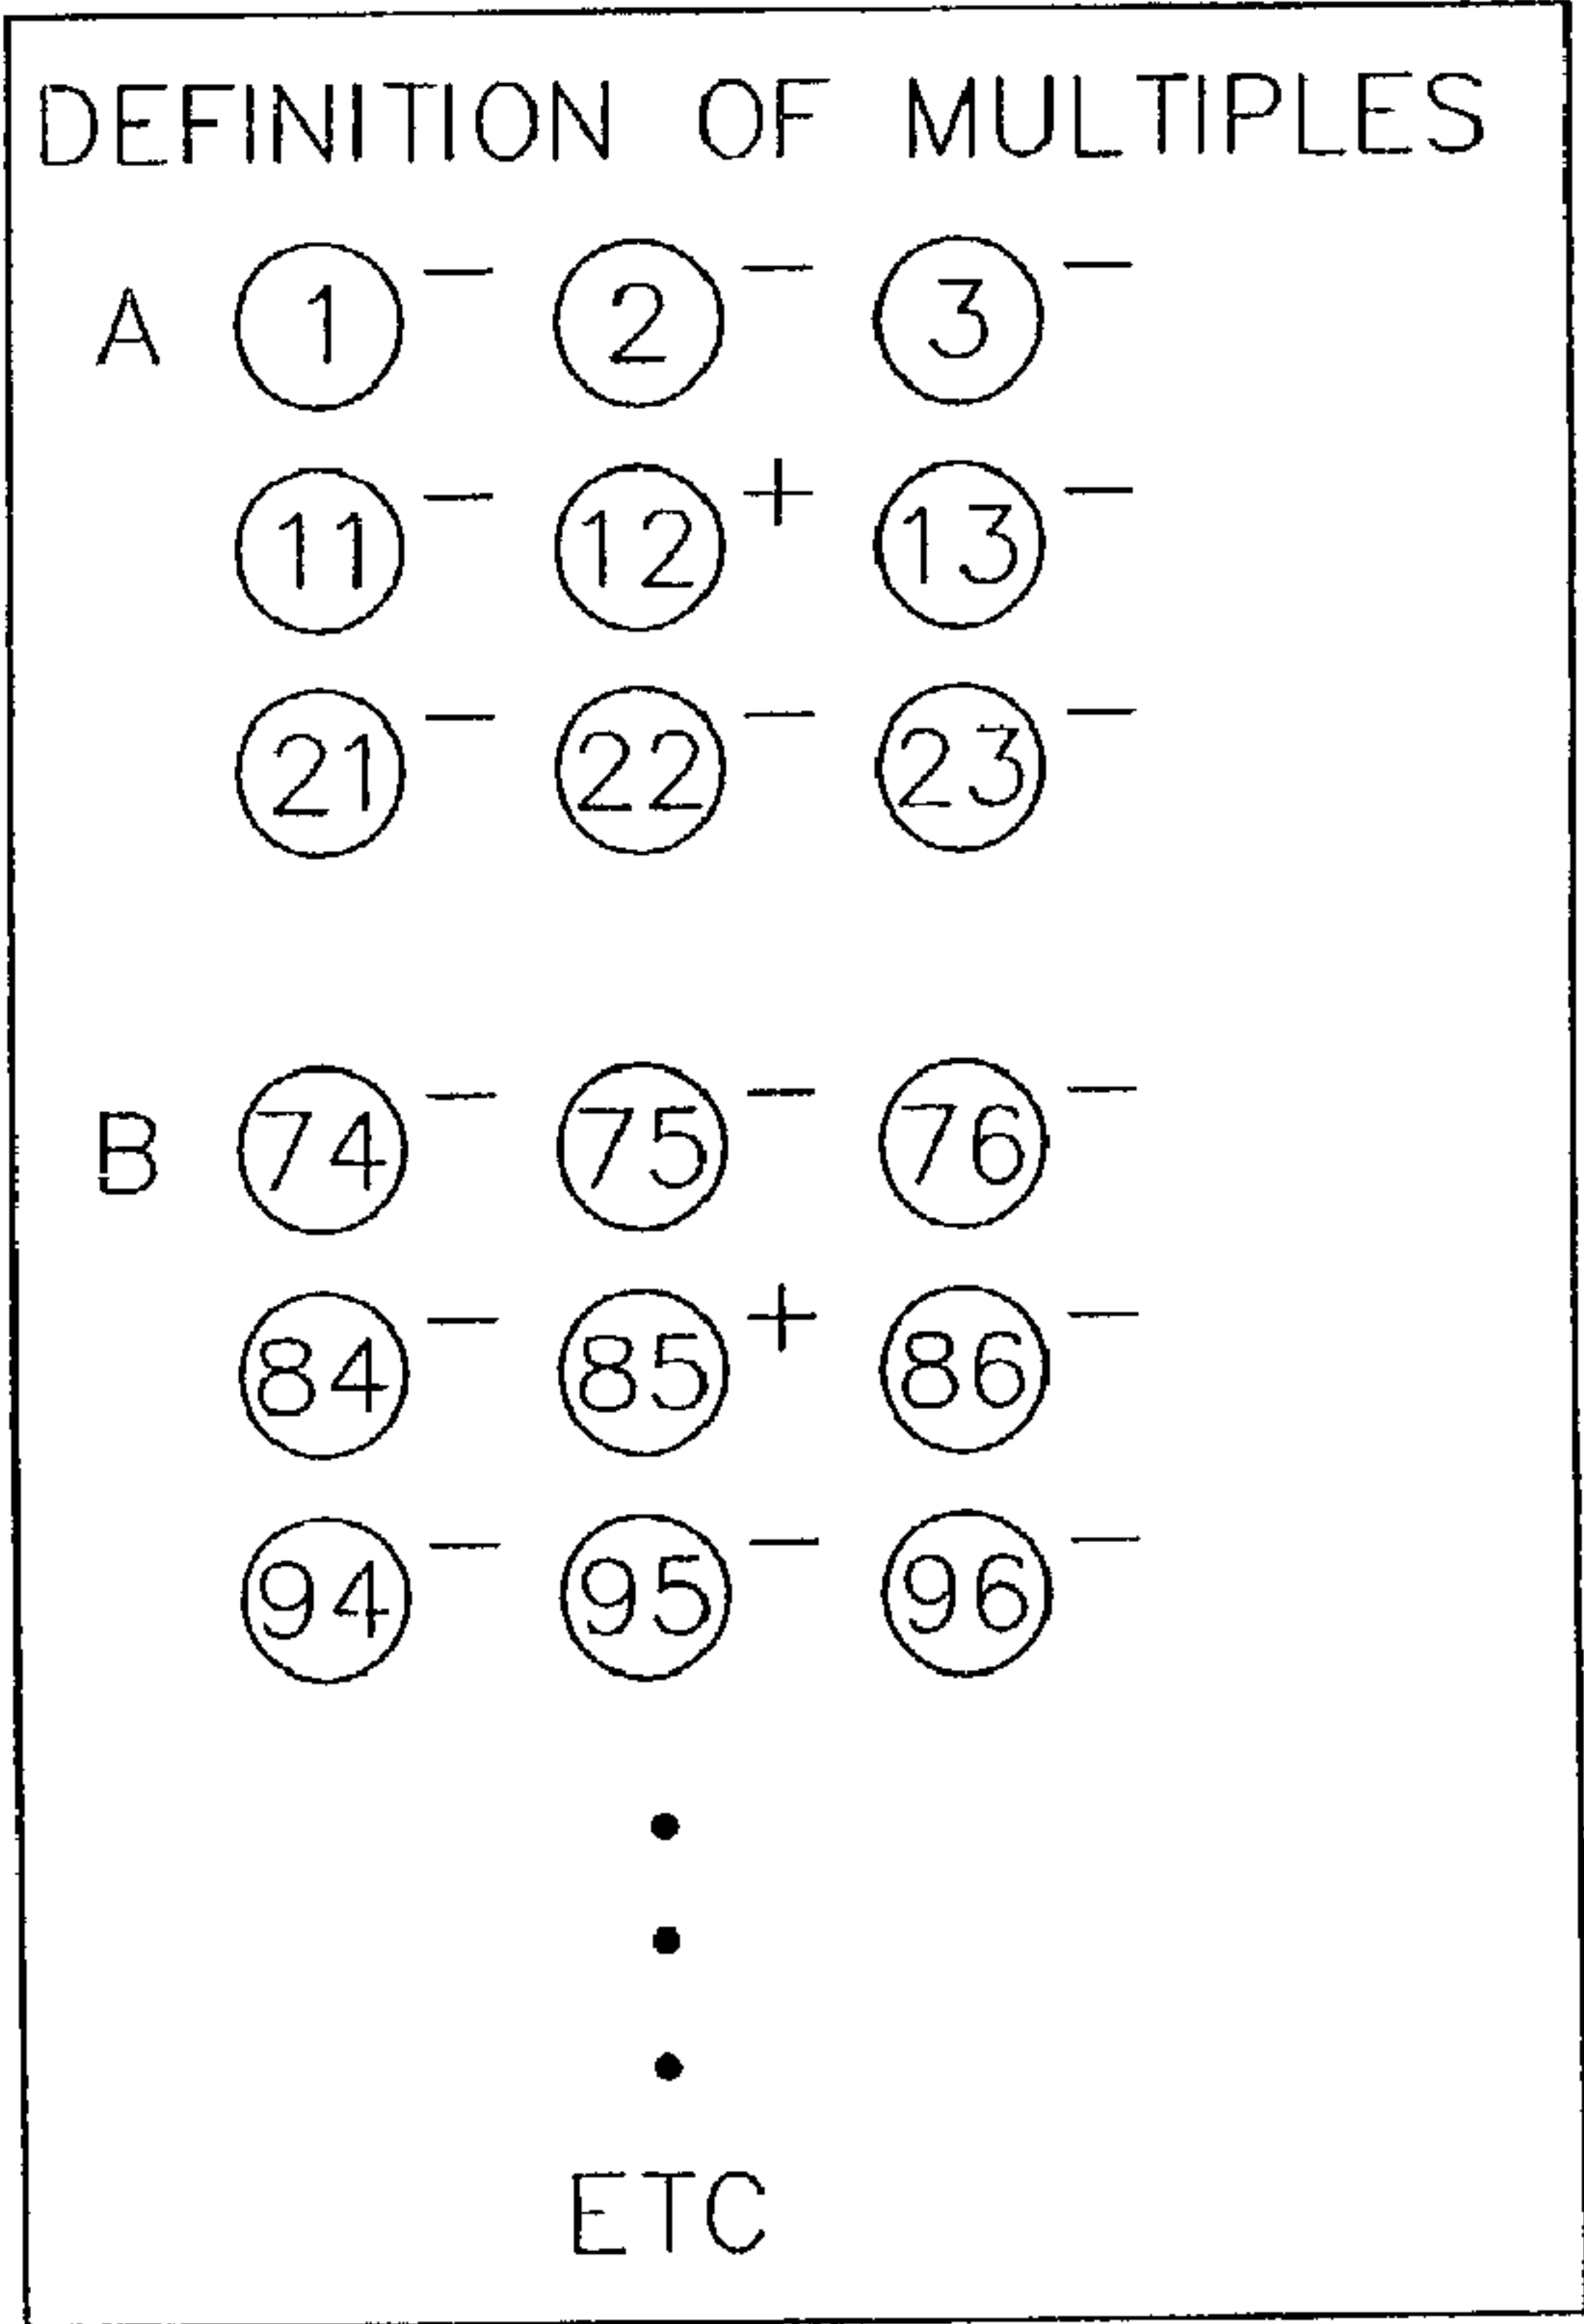 DEFINITION OF MULTIPLES
A 1 − 2 − 3 −
11 − 12 + 13 −
21 − 22 − 23 −
B 74 − 75 − 76 −
84 − 85 + 86 −
94 − 95 − 96 −
ETC